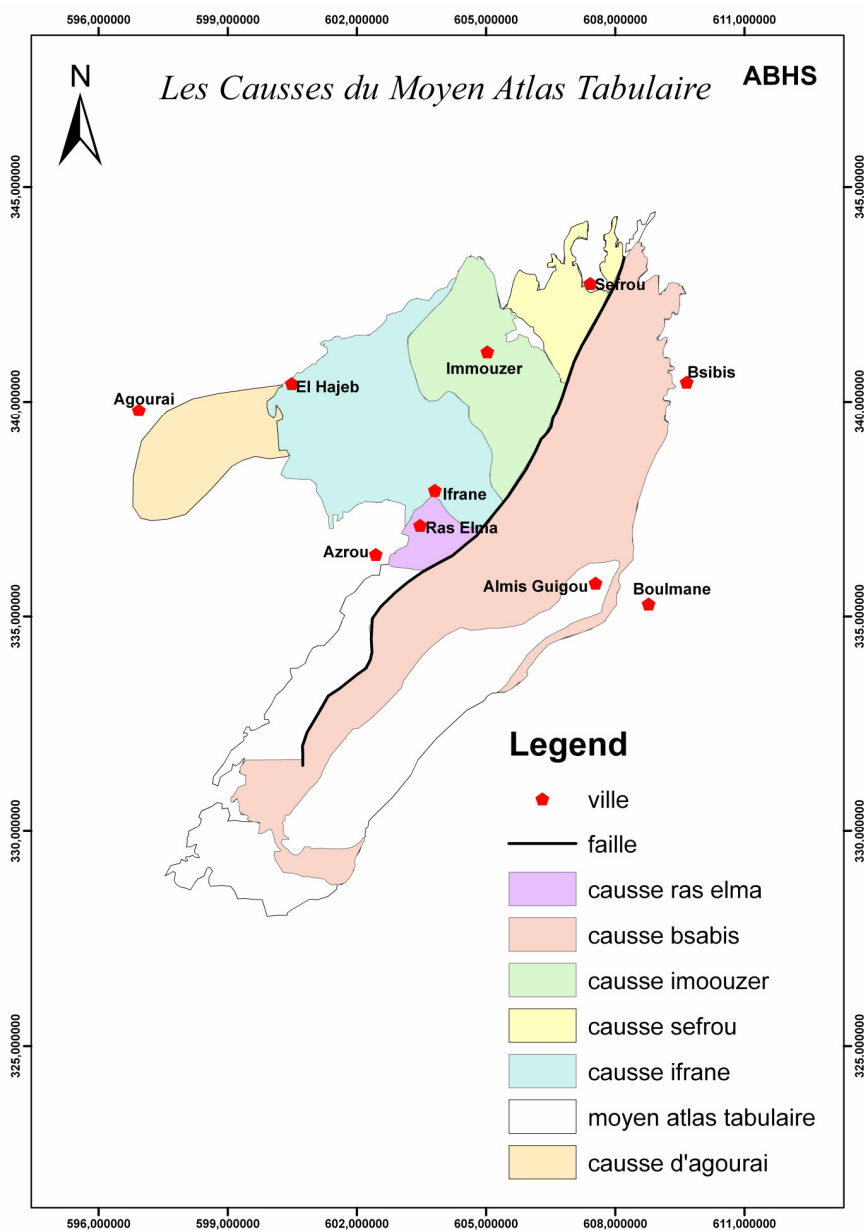 596,000000 599,000000 602,000000 605,000000 608,000000 611,000000
N
Les Causses du Moyen Atlas Tabulaire
ABHS
345,000000 345,000000
Sefrou
Immouzer
Bsibis
El Hajeb
Agourai
340,000000 340,000000
Ifrane
Ras Elma
Azrou
Almis Guigou
Boulmane
335,000000 335,000000
Legend
ville
330,000000 330,000000
faille
causse ras elma
causse bsabis
causse imoouzer
causse sefrou
325,000000 325,000000
causse ifrane
moyen atlas tabulaire
causse d'agourai
596,000000 599,000000 602,000000 605,000000 608,000000 611,000000